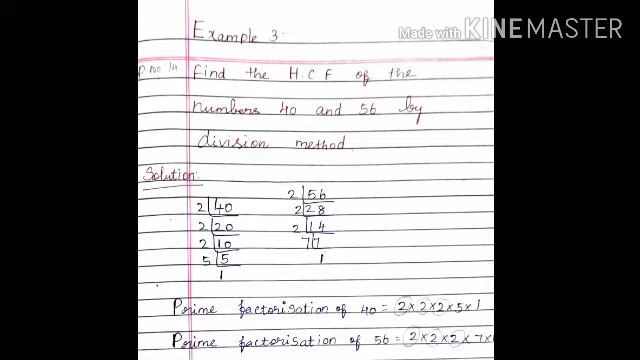 Example 3.
Made with KINEMASTER
P.No 14
Find the H.C.F of the
numbers 40 and 56 by
division method.
Solution:
2 | 40
2 | 20
2 | 10
5 | 5
1
2 | 56
2 | 28
2 | 14
7 | 7
1
Prime factorisation of 40 = 2×2×2×5×1
Prime factorisation of 56 = 2×2×2×7×